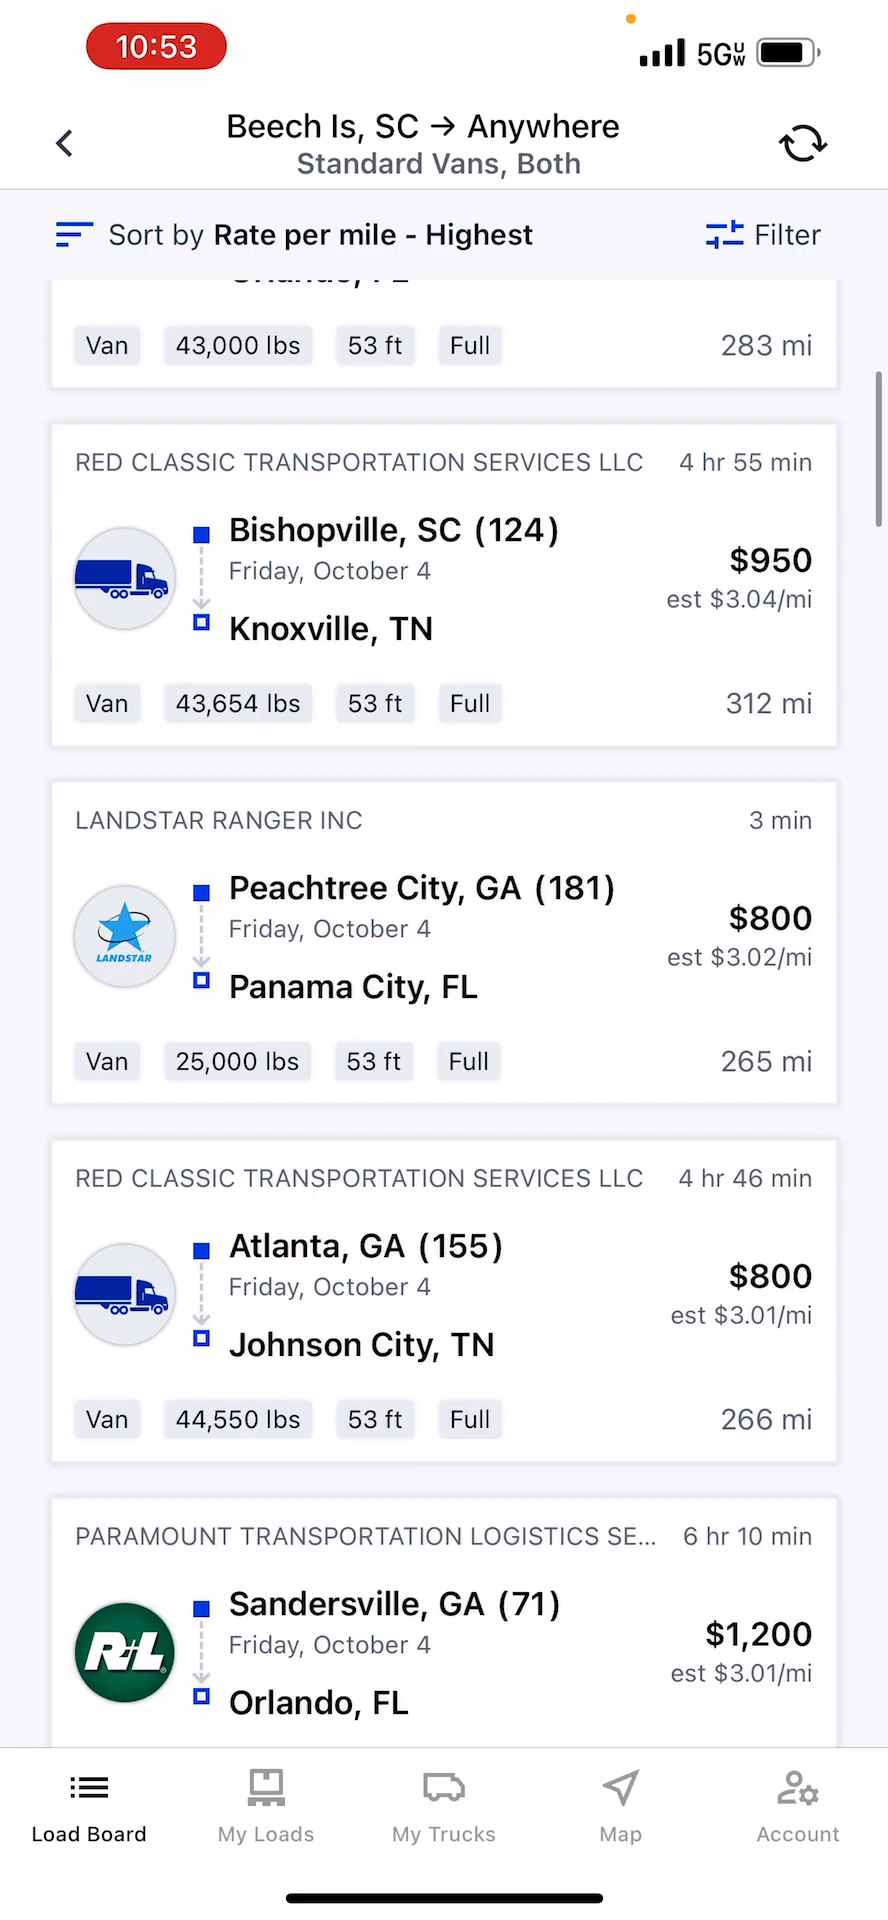 10:53
5GUW
Beech Is, SC → Anywhere
Standard Vans, Both
Sort by Rate per mile - Highest
Filter
Van 43,000 lbs 53 ft Full 283 mi
RED CLASSIC TRANSPORTATION SERVICES LLC 4 hr 55 min
Bishopville, SC (124)
Friday, October 4
$950
est $3.04/mi
Knoxville, TN
Van 43,654 lbs 53 ft Full 312 mi
LANDSTAR RANGER INC 3 min
Peachtree City, GA (181)
Friday, October 4
$800
est $3.02/mi
LANDSTAR
Panama City, FL
Van 25,000 lbs 53 ft Full 265 mi
RED CLASSIC TRANSPORTATION SERVICES LLC 4 hr 46 min
Atlanta, GA (155)
Friday, October 4
$800
est $3.01/mi
Johnson City, TN
Van 44,550 lbs 53 ft Full 266 mi
PARAMOUNT TRANSPORTATION LOGISTICS SE... 6 hr 10 min
Sandersville, GA (71)
Friday, October 4
$1,200
est $3.01/mi
R+L
Orlando, FL
Load Board My Loads My Trucks Map Account